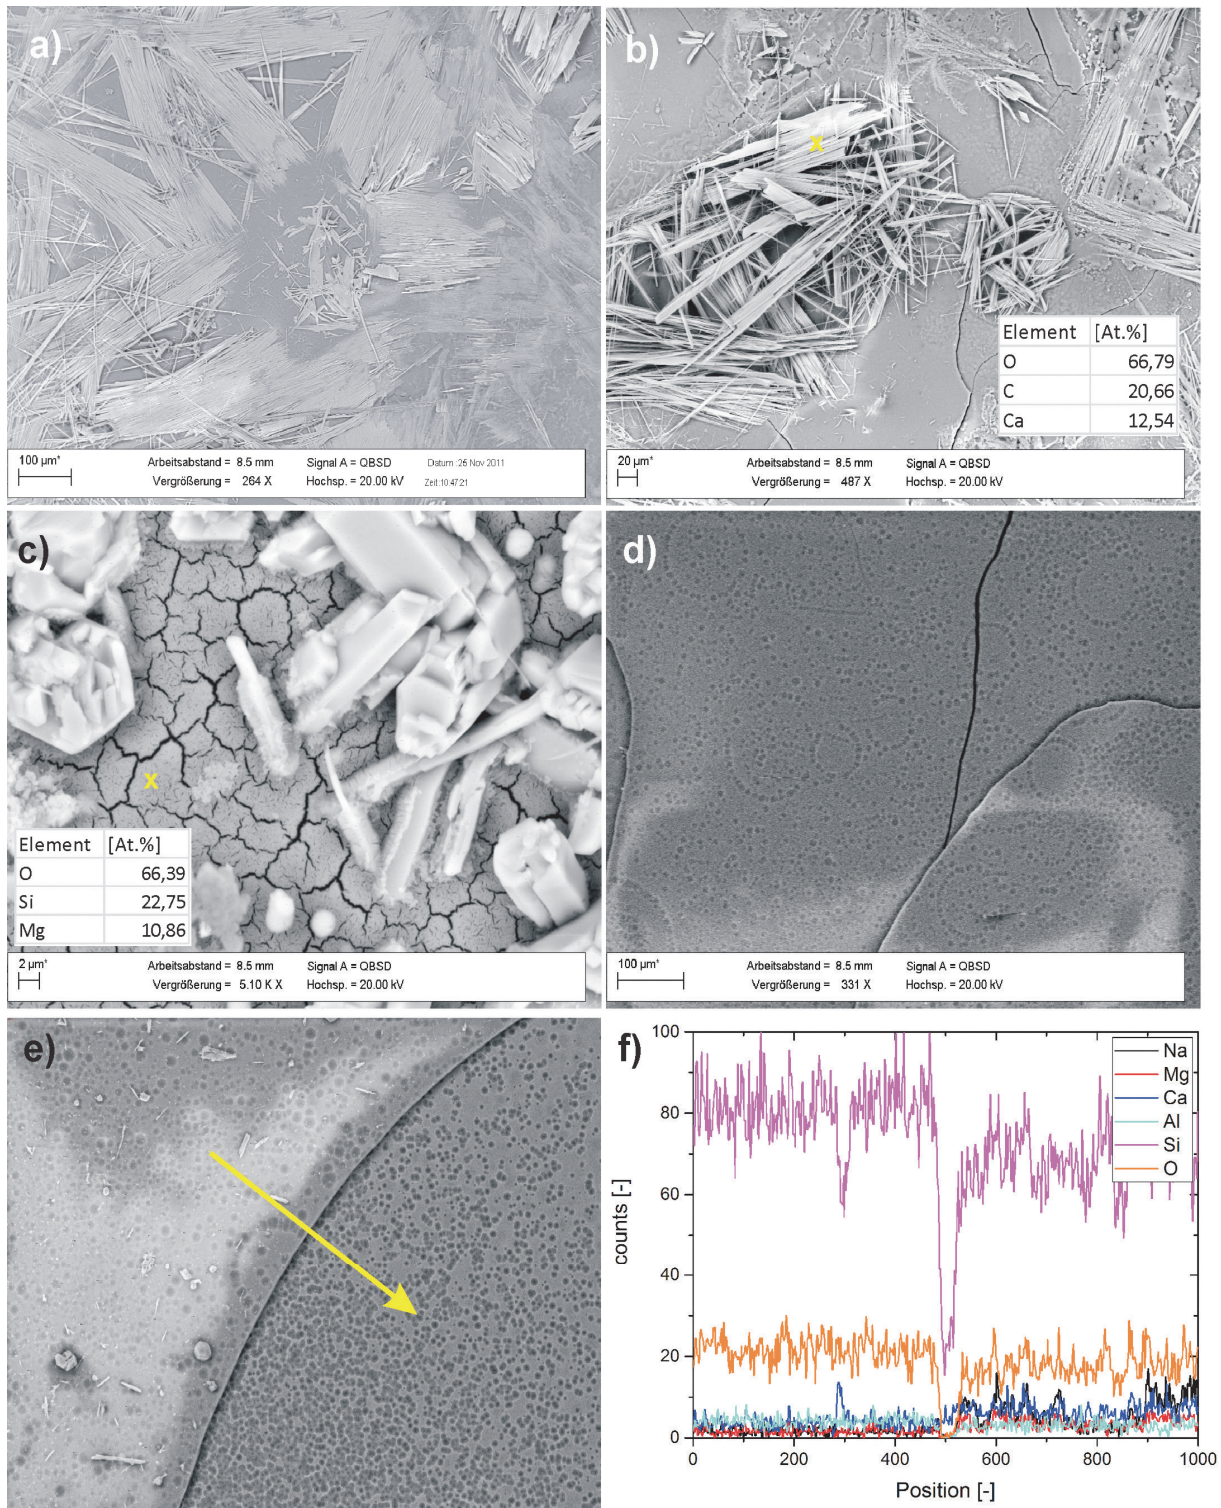 a)
100 µm*
Arbeitsabstand = 8.5 mm
Signal A = QBSD
Datum :25 Nov 2011
Vergrößerung = 264 X
Hochsp. = 20.00 kV
Zeit:10:47:21
b)
X
Element [At.%]
O 66,79
C 20,66
Ca 12,54
20 µm*
Arbeitsabstand = 8.5 mm
Signal A = QBSD
Vergrößerung = 487 X
Hochsp. = 20.00 kV
c)
X
Element [At.%]
O 66,39
Si 22,75
Mg 10,86
2 µm*
Arbeitsabstand = 8.5 mm
Signal A = QBSD
Vergrößerung = 5.10 K X
Hochsp. = 20.00 kV
d)
100 µm*
Arbeitsabstand = 8.5 mm
Signal A = QBSD
Vergrößerung = 331 X
Hochsp. = 20.00 kV
e)
f)
100
80
60
40
20
0
counts [-]
Na
Mg
Ca
Al
Si
O
0 200 400 600 800 1000
Position [-]